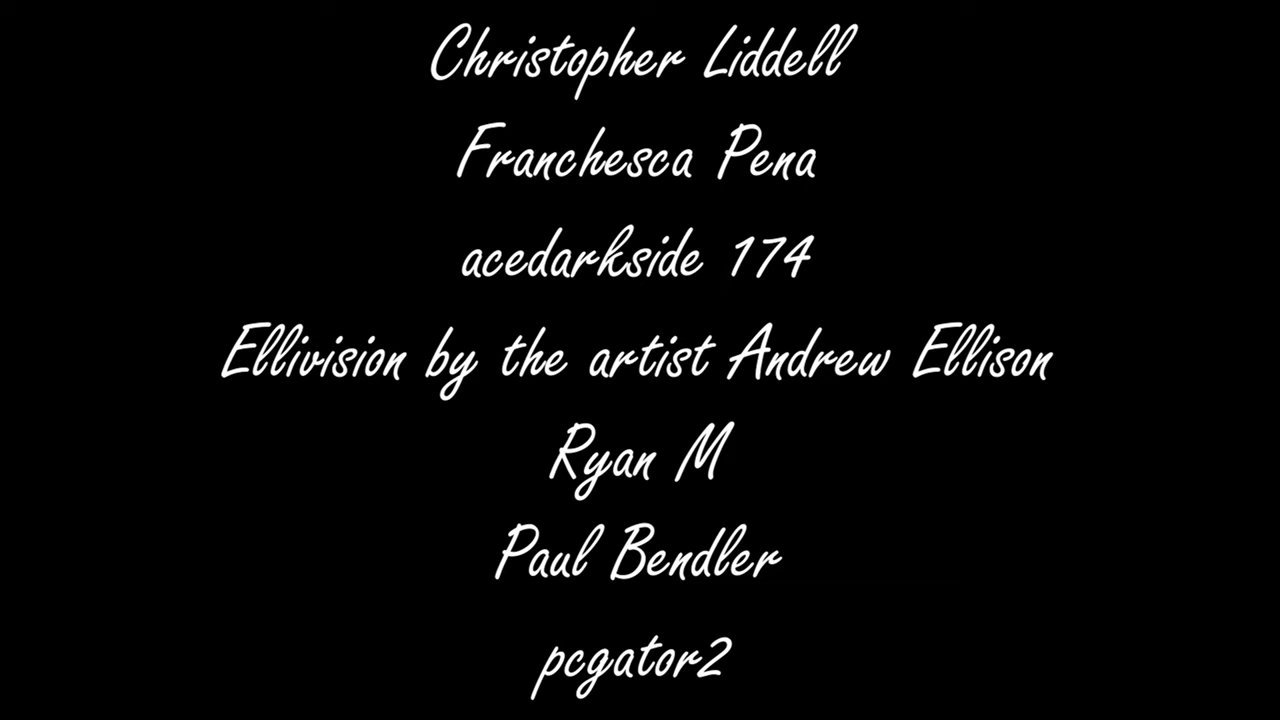 Christopher Liddell
Franchesca Pena
acedarkside 174
Ellivision by the artist Andrew Ellison
Ryan M
Paul Bendler
pcgator2